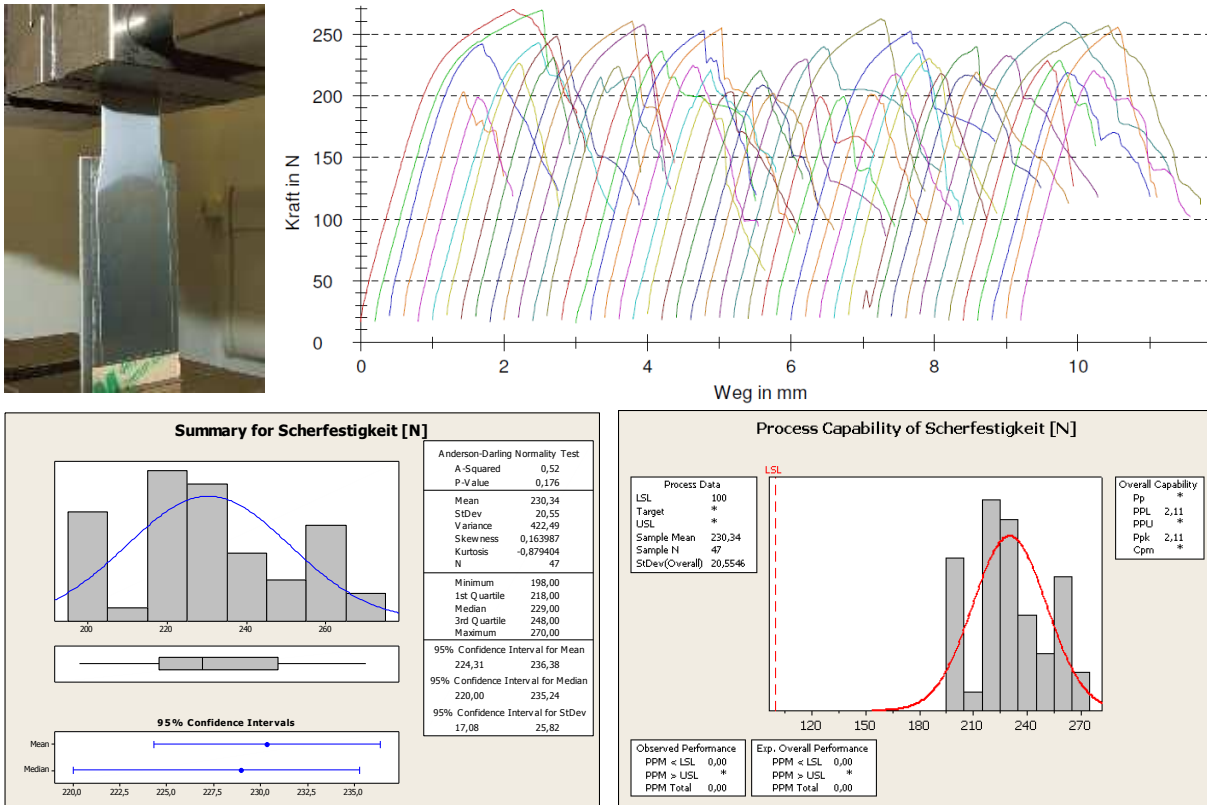 Kraft in N
250
200
150
100
50
0
0 2 4 6 8 10
Weg in mm
Summary for Scherfestigkeit [N]
200 220 240 260
95% Confidence Intervals
Mean
Median
220,0 222,5 225,0 227,5 230,0 232,5 235,0
Anderson-Darling Normality Test
A-Squared 0,52
P-Value 0,176
Mean 230,34
StDev 20,55
Variance 422,49
Skewness 0,163987
Kurtosis -0,879404
N 47
Minimum 198,00
1st Quartile 218,00
Median 229,00
3rd Quartile 248,00
Maximum 270,00
95% Confidence Interval for Mean
224,31 236,38
95% Confidence Interval for Median
220,00 235,24
95% Confidence Interval for StDev
17,08 25,82
Process Capability of Scherfestigkeit [N]
LSL
Process Data
LSL 100
Target *
USL *
Sample Mean 230,34
Sample N 47
StDev(Overall) 20,5546
Overall Capability
Pp *
PPL 2,11
PPU *
Ppk 2,11
Cpm *
120 150 180 210 240 270
Observed Performance
PPM < LSL 0,00
PPM > USL *
PPM Total 0,00
Exp. Overall Performance
PPM < LSL 0,00
PPM > USL *
PPM Total 0,00